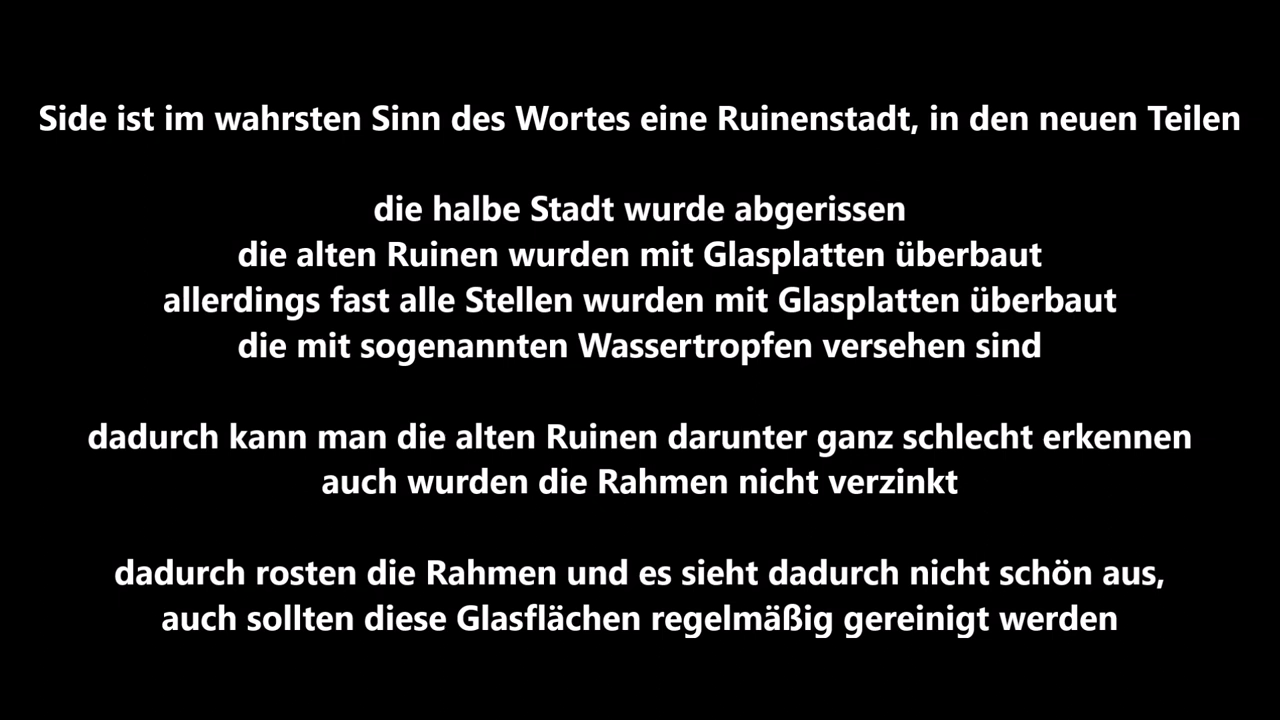 Side ist im wahrsten Sinn des Wortes eine Ruinenstadt, in den neuen Teilen
die halbe Stadt wurde abgerissen
die alten Ruinen wurden mit Glasplatten überbaut
allerdings fast alle Stellen wurden mit Glasplatten überbaut
die mit sogenannten Wassertropfen versehen sind
dadurch kann man die alten Ruinen darunter ganz schlecht erkennen
auch wurden die Rahmen nicht verzinkt
dadurch rosten die Rahmen und es sieht dadurch nicht schön aus,
auch sollten diese Glasflächen regelmäßig gereinigt werden